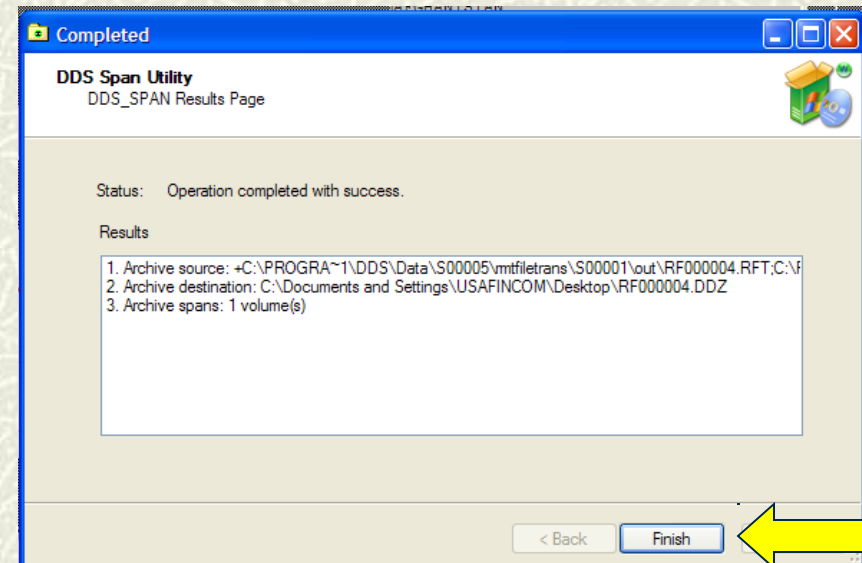 Completed
DDS Span Utility
DDS_SPAN Results Page
Status: Operation completed with success.
Results
1. Archive source: +C:\PROGRA~1\DDS\Data\S00005\mtfiletrans\S00001\out\RF000004.RFT;C:\F
2. Archive destination: C:\Documents and Settings\USAFINCOM\Desktop\RF000004.DDZ
3. Archive spans: 1 volume(s)
< Back Finish